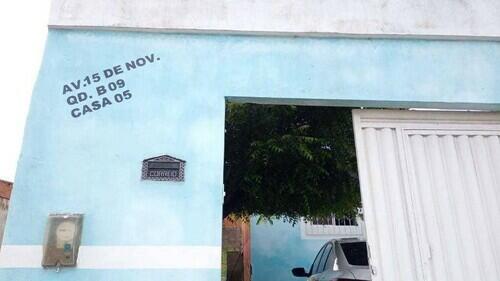 AV.15 DE NOV.
QD. B 09
CASA 05
CORREIO